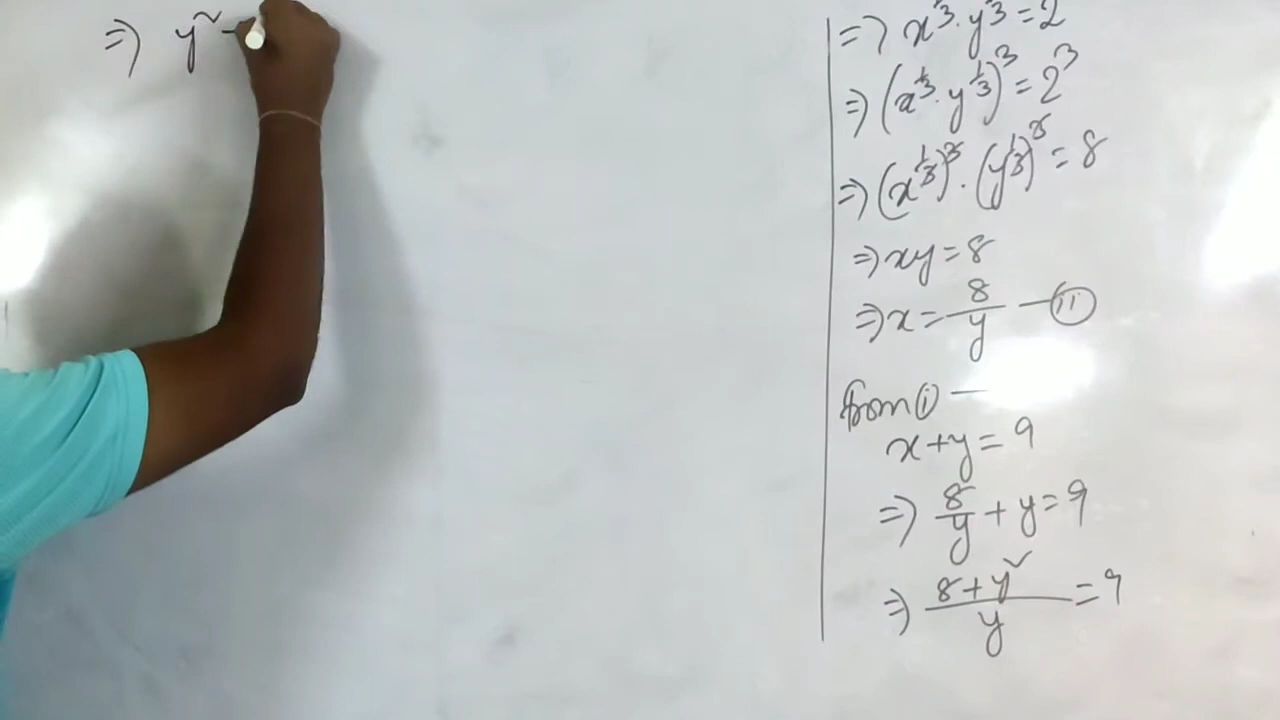 ⇒ y² -
⇒ x^⅓ · y^⅓ = 2
⇒ (x^⅓ · y^⅓)³ = 2³
⇒ (x^⅓)³ · (y^⅓)³ = 8
⇒ xy = 8
⇒ x = 8/y — (ii)
from (i) —
x + y = 9
⇒ 8/y + y = 9
⇒ (8 + y²)/y = 9